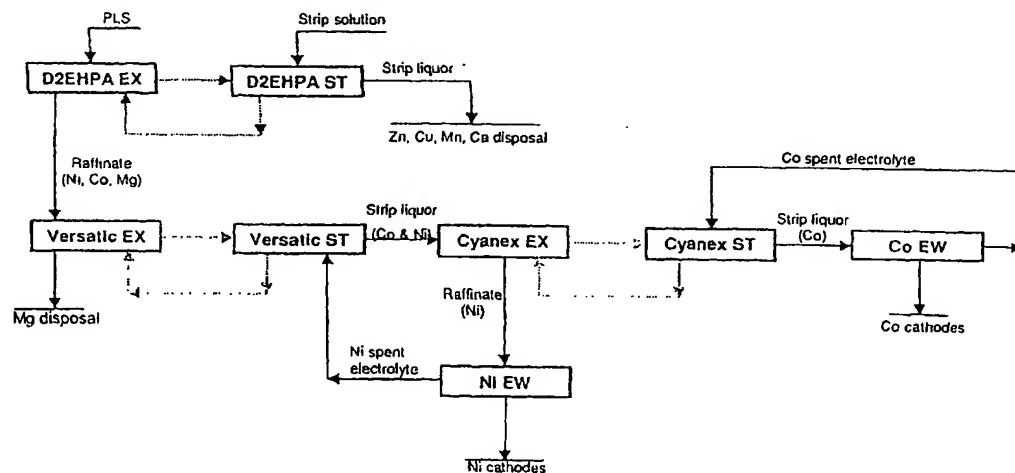 PLS
Strip solution
D2EHPA EX
D2EHPA ST
Strip liquor
Zn, Cu, Mn, Ca disposal
Raffinate
(Ni, Co, Mg)
Co spent electrolyte
Versatic EX
Versatic ST
Strip liquor
(Co & Ni)
Cyanex EX
Cyanex ST
Strip liquor
(Co)
Co EW
Mg disposal
Raffinate
(Ni)
Co cathodes
Ni spent
electrolyte
Ni EW
Ni cathodes